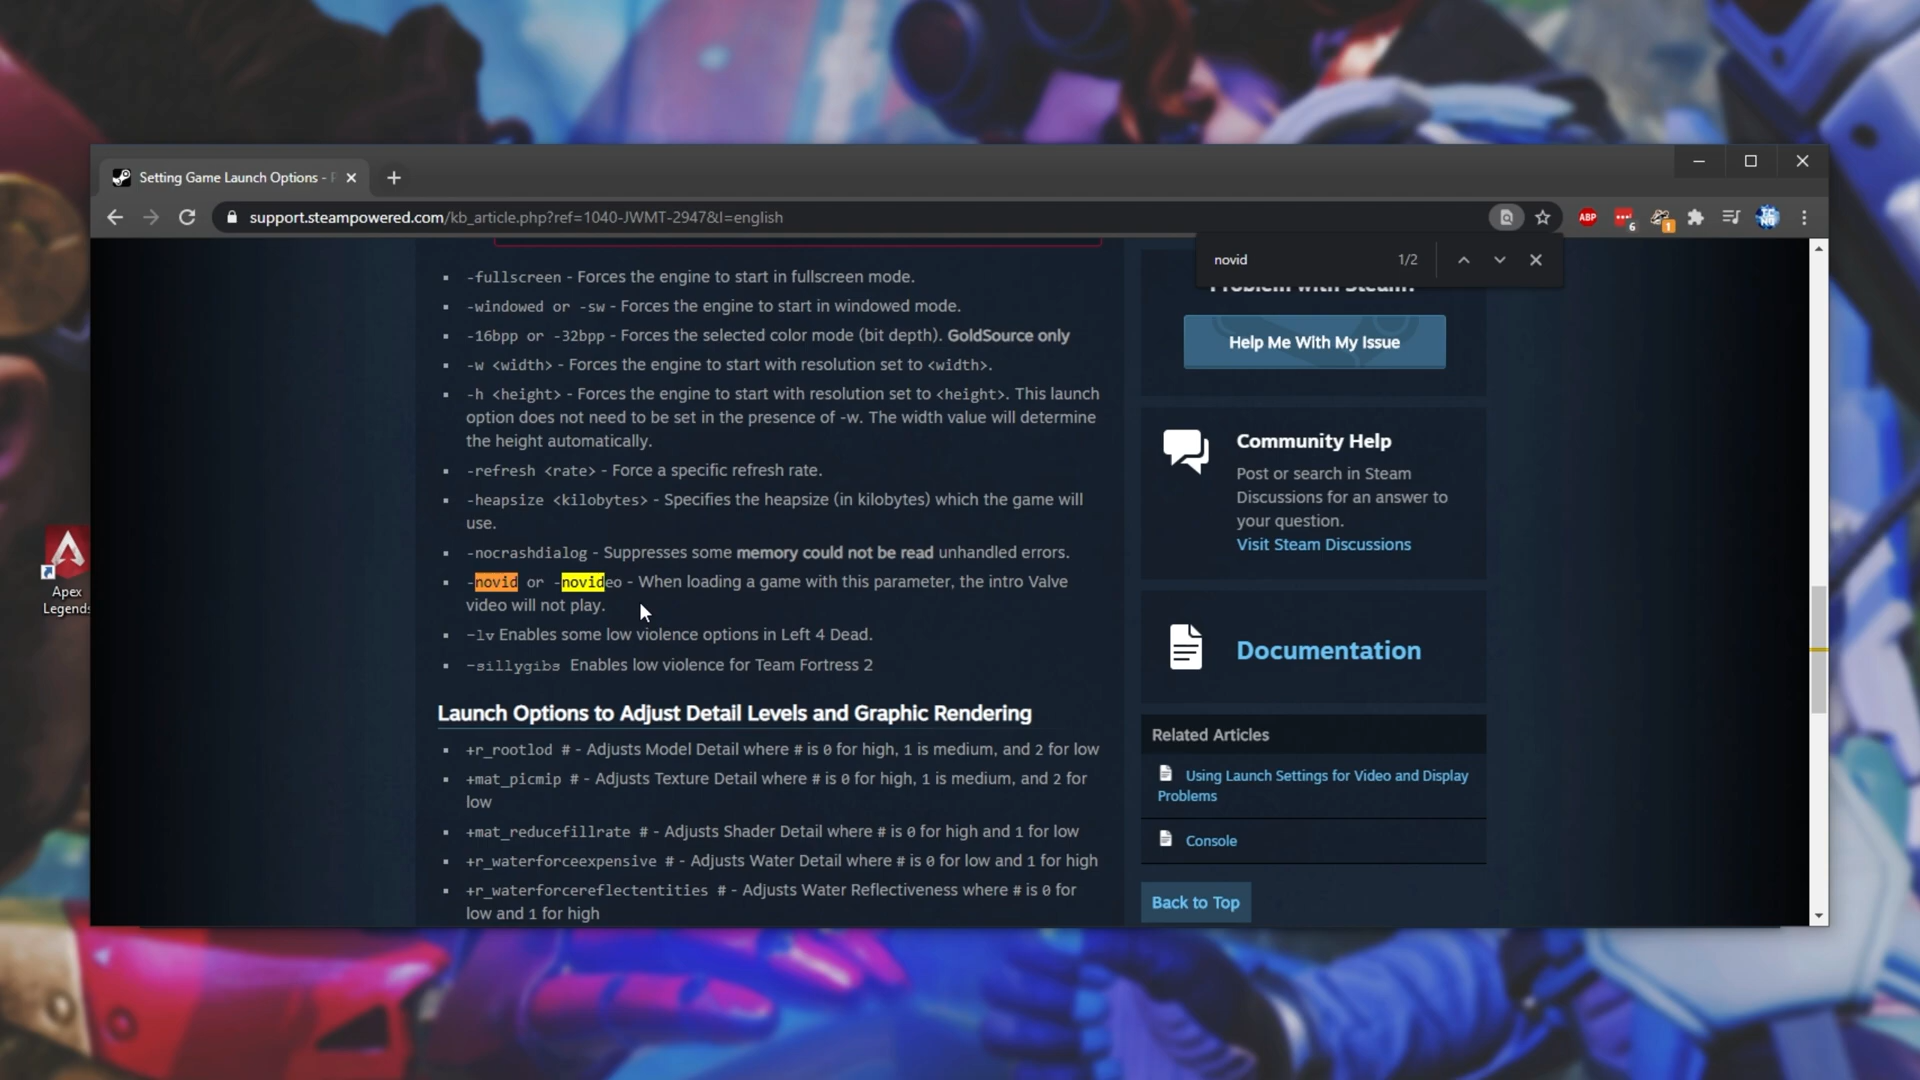 Setting Game Launch Options -
support.steampowered.com/kb_article.php?ref=1040-JWMT-2947&l=english
ABP
6
1
novid
1/2
-fullscreen - Forces the engine to start in fullscreen mode.
-windowed or -sw - Forces the engine to start in windowed mode.
-16bpp or -32bpp - Forces the selected color mode (bit depth). GoldSource only
-w <width> - Forces the engine to start with resolution set to <width>.
-h <height> - Forces the engine to start with resolution set to <height>. This launch
option does not need to be set in the presence of -w. The width value will determine
the height automatically.
-refresh <rate> - Force a specific refresh rate.
-heapsize <kilobytes> - Specifies the heapsize (in kilobytes) which the game will
use.
-nocrashdialog - Suppresses some memory could not be read unhandled errors.
-novid or -novideo - When loading a game with this parameter, the intro Valve
video will not play.
-lv Enables some low violence options in Left 4 Dead.
-sillygibs Enables low violence for Team Fortress 2
Launch Options to Adjust Detail Levels and Graphic Rendering
+r_rootlod # - Adjusts Model Detail where # is 0 for high, 1 is medium, and 2 for low
+mat_picmip # - Adjusts Texture Detail where # is 0 for high, 1 is medium, and 2 for
low
+mat_reducefillrate # - Adjusts Shader Detail where # is 0 for high and 1 for low
+r_waterforceexpensive # - Adjusts Water Detail where # is 0 for low and 1 for high
+r_waterforcereflectentities # - Adjusts Water Reflectiveness where # is 0 for
low and 1 for high
Problem with Steam?
Help Me With My Issue
Community Help
Post or search in Steam
Discussions for an answer to
your question.
Visit Steam Discussions
Documentation
Related Articles
Using Launch Settings for Video and Display
Problems
Console
Back to Top
Apex
Legends